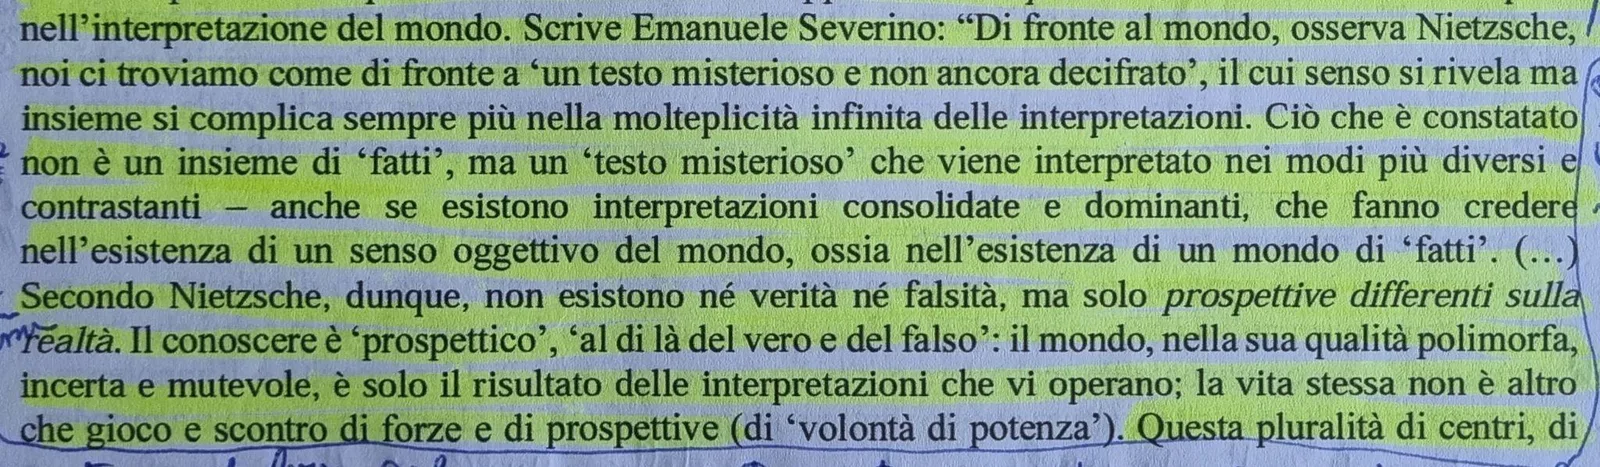 nell'interpretazione del mondo. Scrive Emanuele Severino: “Di fronte al mondo, osserva Nietzsche,
noi ci troviamo come di fronte a ‘un testo misterioso e non ancora decifrato’, il cui senso si rivela ma
insieme si complica sempre più nella molteplicità infinita delle interpretazioni. Ciò che è constatato
non è un insieme di ‘fatti’, ma un ‘testo misterioso’ che viene interpretato nei modi più diversi e
contrastanti – anche se esistono interpretazioni consolidate e dominanti, che fanno credere
nell’esistenza di un senso oggettivo del mondo, ossia nell’esistenza di un mondo di ‘fatti’. (…)
Secondo Nietzsche, dunque, non esistono né verità né falsità, ma solo prospettive differenti sulla
realtà. Il conoscere è ‘prospettico’, ‘al di là del vero e del falso’: il mondo, nella sua qualità polimorfa,
incerta e mutevole, è solo il risultato delle interpretazioni che vi operano; la vita stessa non è altro
che gioco e scontro di forze e di prospettive (di ‘volontà di potenza’). Questa pluralità di centri, di